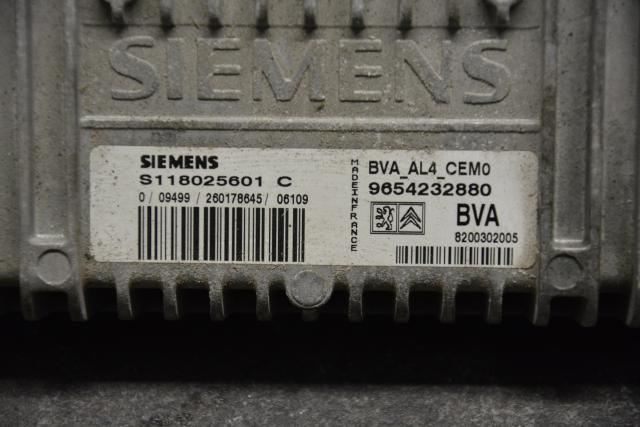 SIEMENS
SIEMENS
S118025601 C
0 / 09499 / 260178645 / 06109
MADEINFRANCE
BVA_AL4_CEM0
9654232880
BVA
8200302005